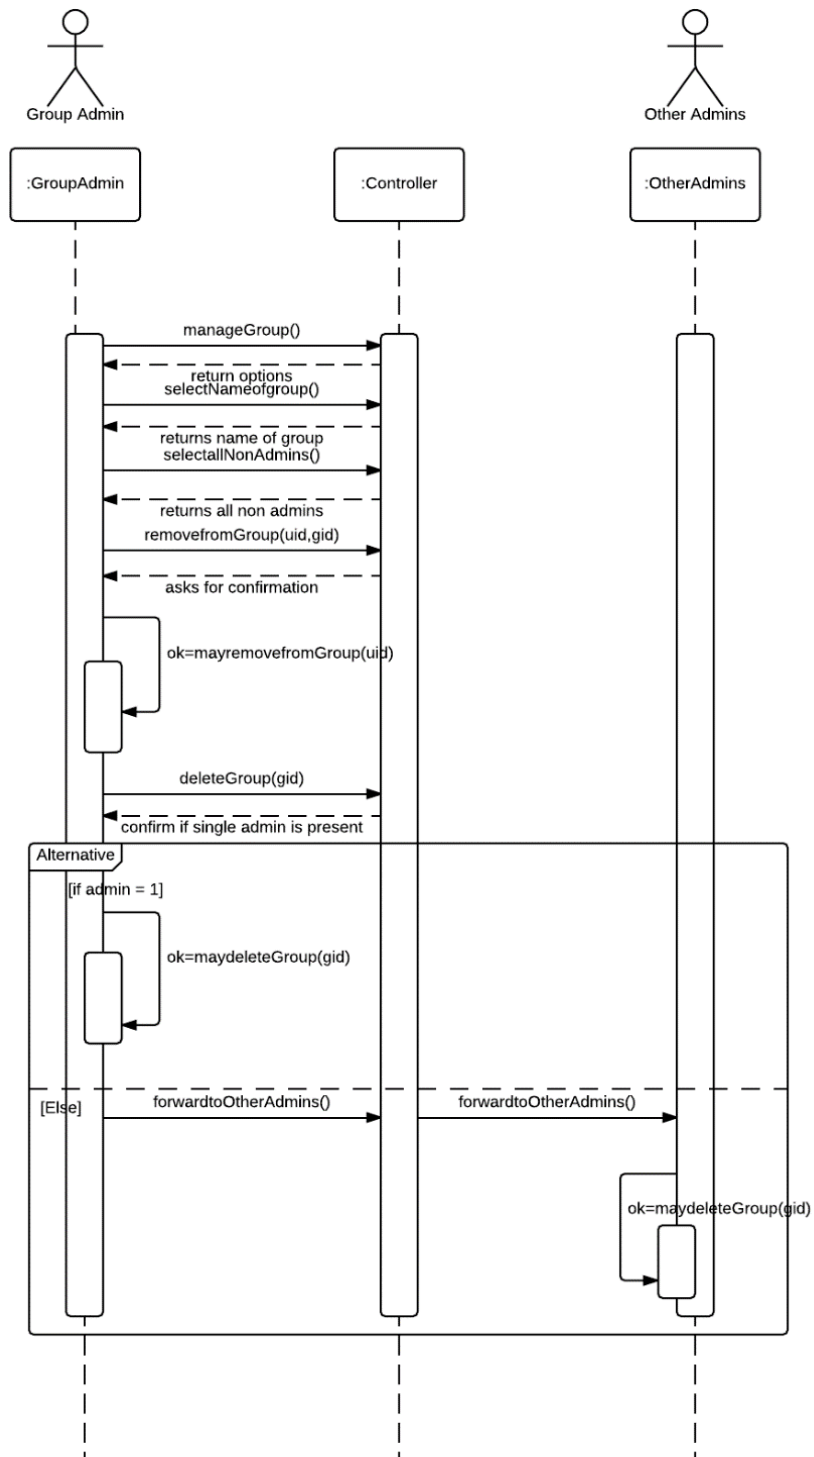 Group Admin
Other Admins
:GroupAdmin
:Controller
:OtherAdmins
manageGroup()
return options
selectNameofgroup()
returns name of group
selectallNonAdmins()
returns all non admins
removefromGroup(uid,gid)
asks for confirmation
ok=mayremovefromGroup(uid)
deleteGroup(gid)
confirm if single admin is present
Alternative
[if admin = 1]
ok=maydeleteGroup(gid)
[Else]
forwardtoOtherAdmins()
forwardtoOtherAdmins()
ok=maydeleteGroup(gid)